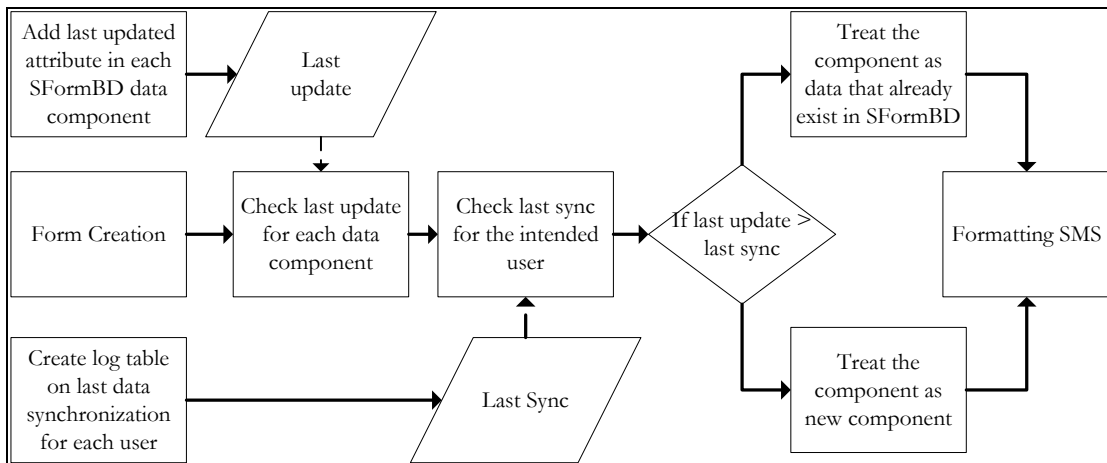 Add last updated
attribute in each
SFormBD data
component
Last
update
Treat the
component as
data that already
exist in SFormBD
Form Creation
Check last update
for each data
component
Check last sync
for the intended
user
If last update >
last sync
Formatting SMS
Create log table
on last data
synchronization
for each user
Last Sync
Treat the
component as
new component